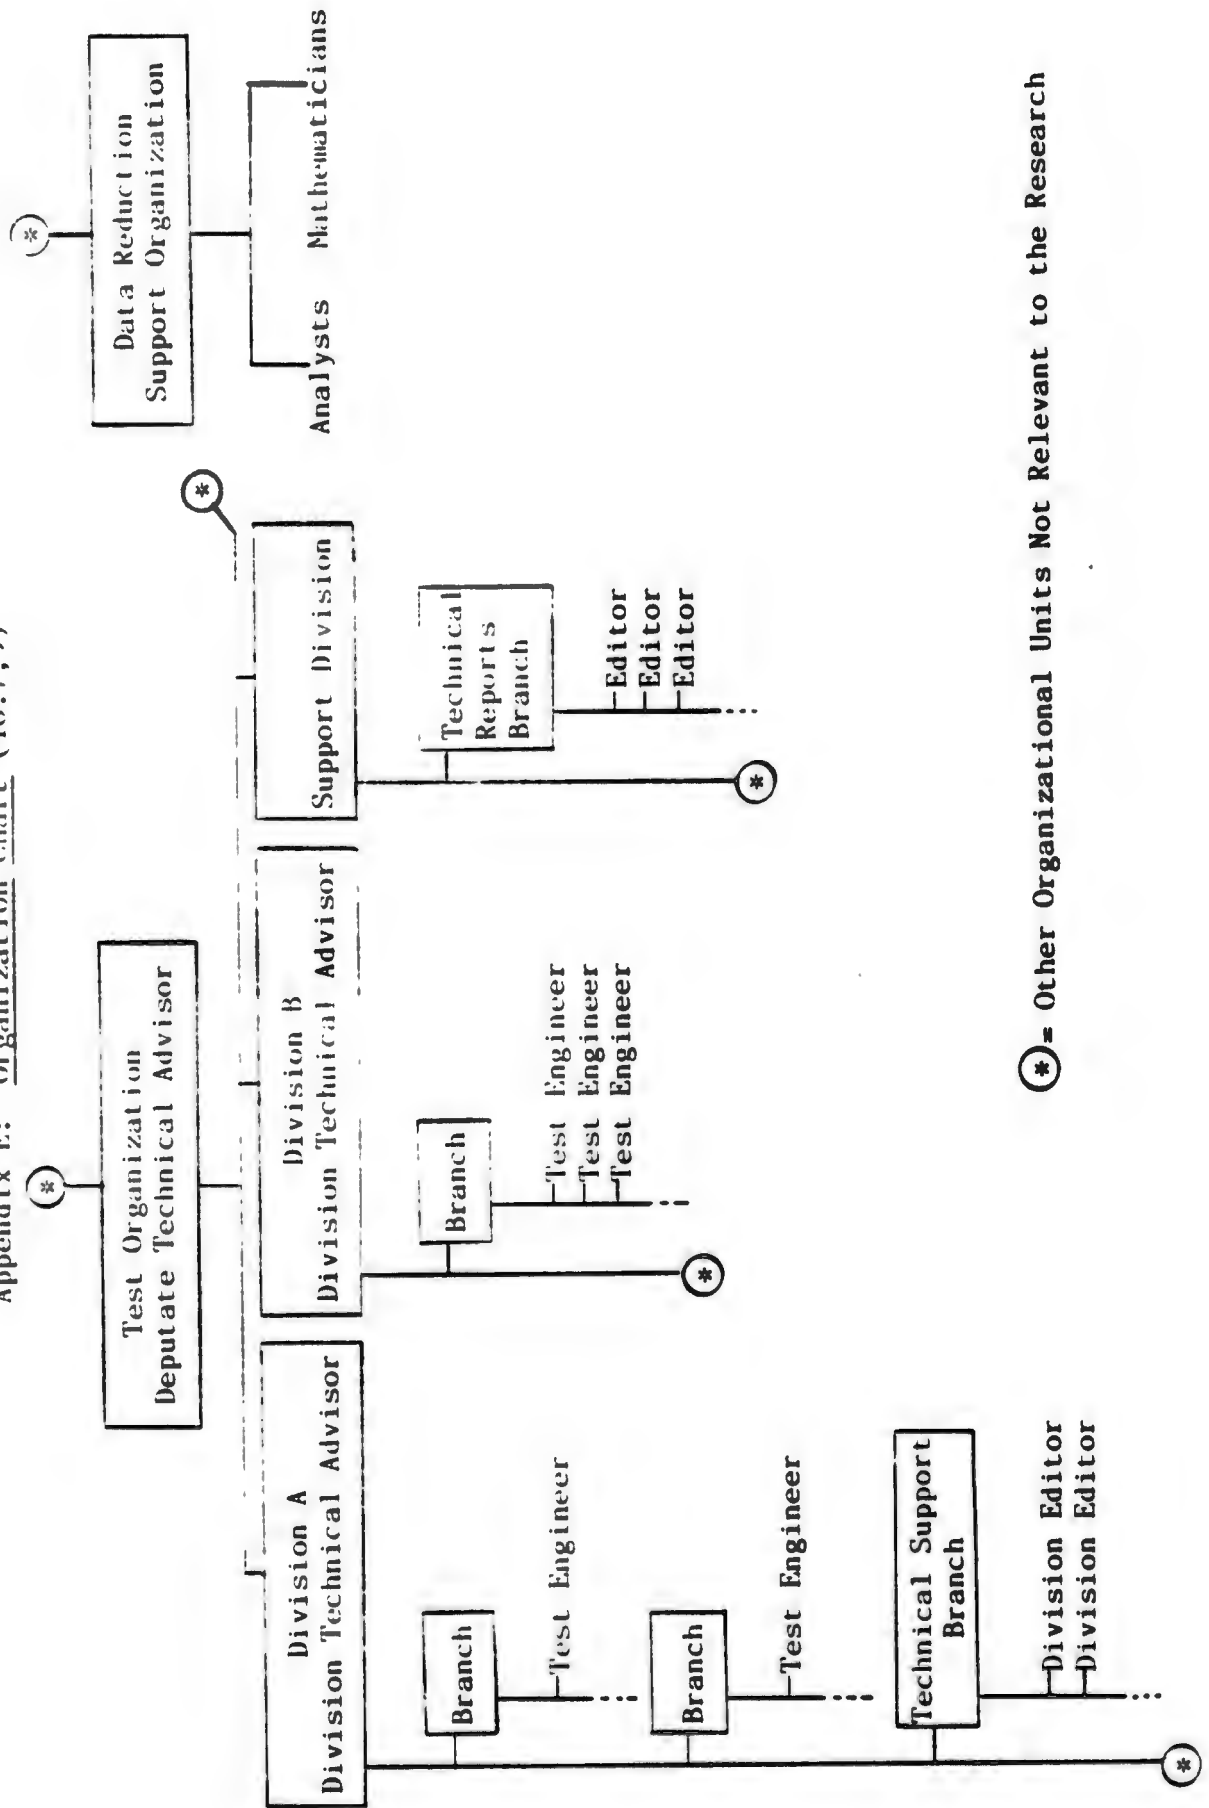 Appendix E: Organization Chart
*
Test Organization
Deputate Technical Advisor
*
Data Reduction
Support Organization
Analysts Mathematicians
*
Division A
Division Technical Advisor
Branch
Test Engineer
Branch
Test Engineer
Technical Support
Branch
Division Editor
Division Editor
*
Division B
Division Technical Advisor
Branch
Test Engineer
Test Engineer
Test Engineer
*
Support Division
Technical
Reports
Branch
Editor
Editor
Editor
*
* = Other Organizational Units Not Relevant to the Research